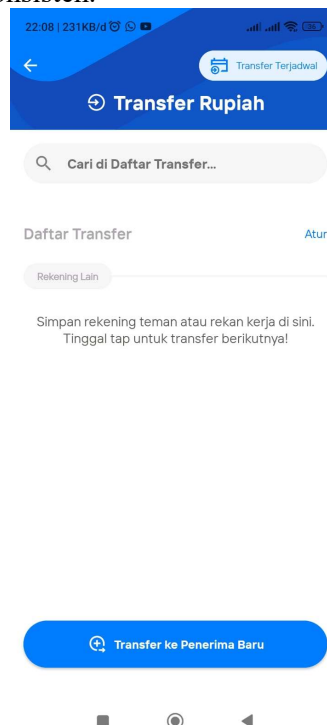 22:08 | 231KB/d
Transfer Terjadwal
Transfer Rupiah
Cari di Daftar Transfer...
Daftar Transfer
Atur
Rekening Lain
Simpan rekening teman atau rekan kerja di sini.
Tinggal tap untuk transfer berikutnya!
Transfer ke Penerima Baru